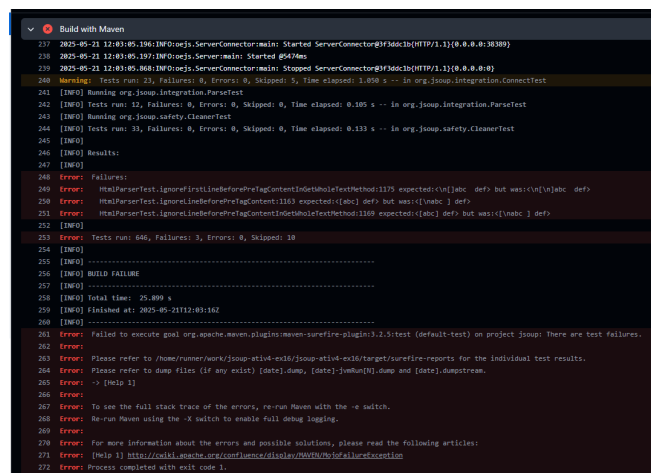 Build with Maven
237 2025-05-21 12:03:05.196:INFO:oejs.ServerConnector:main: Started ServerConnector@3f3ddc1b{HTTP/1.1}{0.0.0.0:38389}
238 2025-05-21 12:03:05.197:INFO:oejs.Server:main: Started @5474ms
239 2025-05-21 12:03:05.868:INFO:oejs.ServerConnector:main: Stopped ServerConnector@3f3ddc1b{HTTP/1.1}{0.0.0.0:0}
240 Warning: Tests run: 23, Failures: 0, Errors: 0, Skipped: 5, Time elapsed: 1.050 s -- in org.jsoup.integration.ConnectTest
241 [INFO] Running org.jsoup.integration.ParseTest
242 [INFO] Tests run: 12, Failures: 0, Errors: 0, Skipped: 0, Time elapsed: 0.105 s -- in org.jsoup.integration.ParseTest
243 [INFO] Running org.jsoup.safety.CleanerTest
244 [INFO] Tests run: 33, Failures: 0, Errors: 0, Skipped: 0, Time elapsed: 0.133 s -- in org.jsoup.safety.CleanerTest
245 [INFO]
246 [INFO] Results:
247 [INFO]
248 Error: Failures:
249 Error: HtmlParserTest.ignoreFirstLineBeforePreTagContentInGetWholeTextMethod:1175 expected:<\n[]abc def> but was:<\n[\n]abc def>
250 Error: HtmlParserTest.ignoreLineBeforePreTagContent:1163 expected:<[abc] def> but was:<[\nabc ] def>
251 Error: HtmlParserTest.ignoreLineBeforePreTagContentInGetWholeTextMethod:1169 expected:<[abc] def> but was:<[\nabc ] def>
252 [INFO]
253 Error: Tests run: 646, Failures: 3, Errors: 0, Skipped: 10
254 [INFO]
255 [INFO] ------------------------------------------------------------------------
256 [INFO] BUILD FAILURE
257 [INFO] ------------------------------------------------------------------------
258 [INFO] Total time: 25.899 s
259 [INFO] Finished at: 2025-05-21T12:03:16Z
260 [INFO] ------------------------------------------------------------------------
261 Error: Failed to execute goal org.apache.maven.plugins:maven-surefire-plugin:3.2.5:test (default-test) on project jsoup: There are test failures.
262 Error:
263 Error: Please refer to /home/runner/work/jsoup-ativ4-ex16/jsoup-ativ4-ex16/target/surefire-reports for the individual test results.
264 Error: Please refer to dump files (if any exist) [date].dump, [date]-jvmRun[N].dump and [date].dumpstream.
265 Error: -> [Help 1]
266 Error:
267 Error: To see the full stack trace of the errors, re-run Maven with the -e switch.
268 Error: Re-run Maven using the -X switch to enable full debug logging.
269 Error:
270 Error: For more information about the errors and possible solutions, please read the following articles:
271 Error: [Help 1] http://cwiki.apache.org/confluence/display/MAVEN/MojoFailureException
272 Error: Process completed with exit code 1.